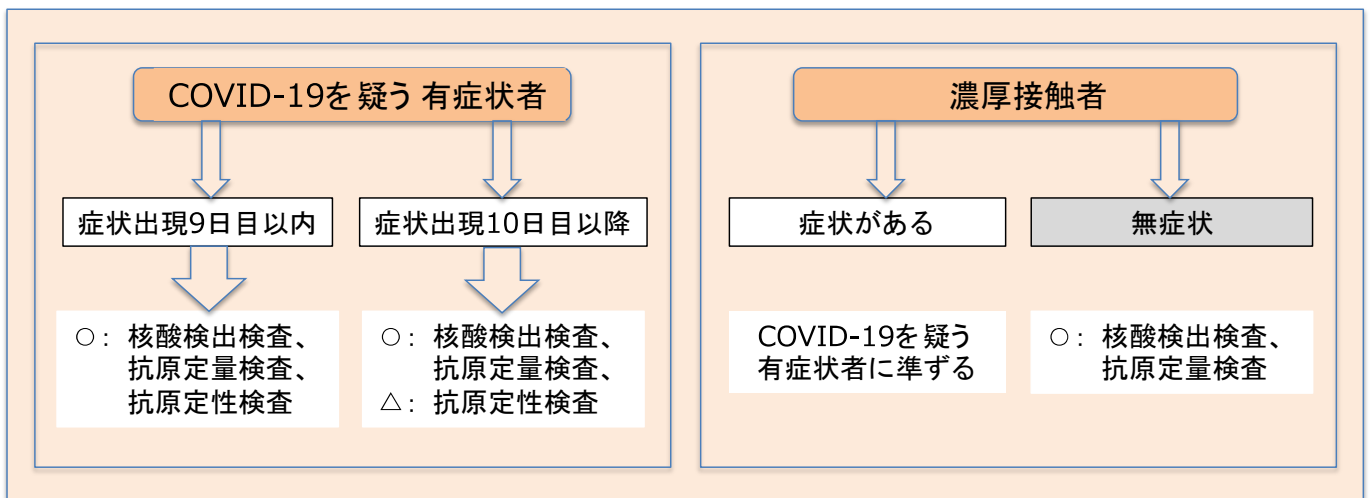 COVID-19を疑う有症状者
症状出現9日目以内
症状出現10日目以降
○： 核酸検出検査、
抗原定量検査、
抗原定性検査
○： 核酸検出検査、
抗原定量検査、
△： 抗原定性検査
濃厚接触者
症状がある
無症状
COVID-19を疑う
有症状者に準ずる
○： 核酸検出検査、
抗原定量検査